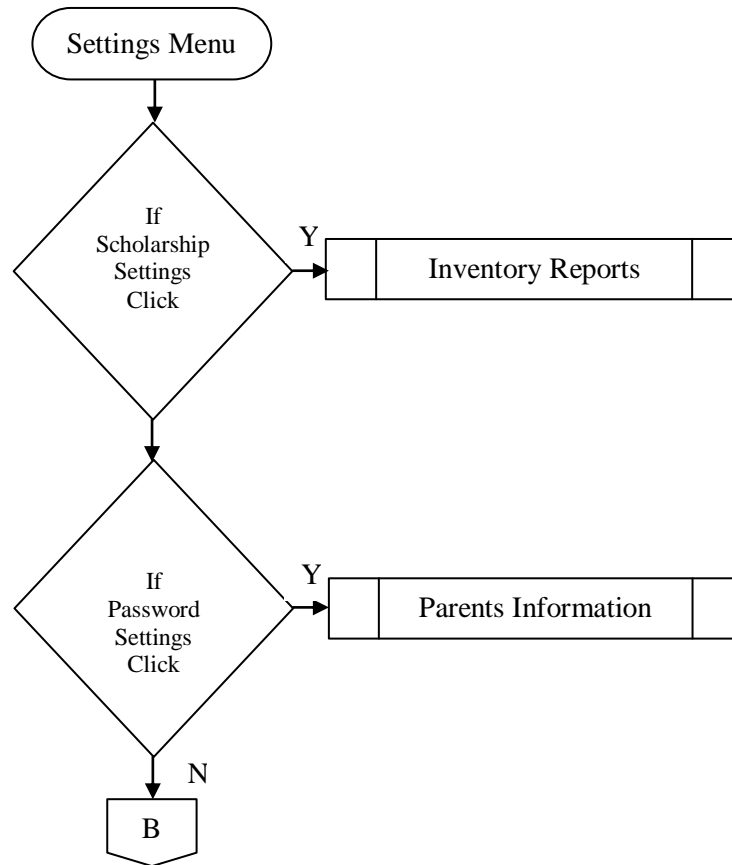 Settings Menu
If
Scholarship
Settings
Click
Y
Inventory Reports
If
Password
Settings
Click
Y
Parents Information
N
B